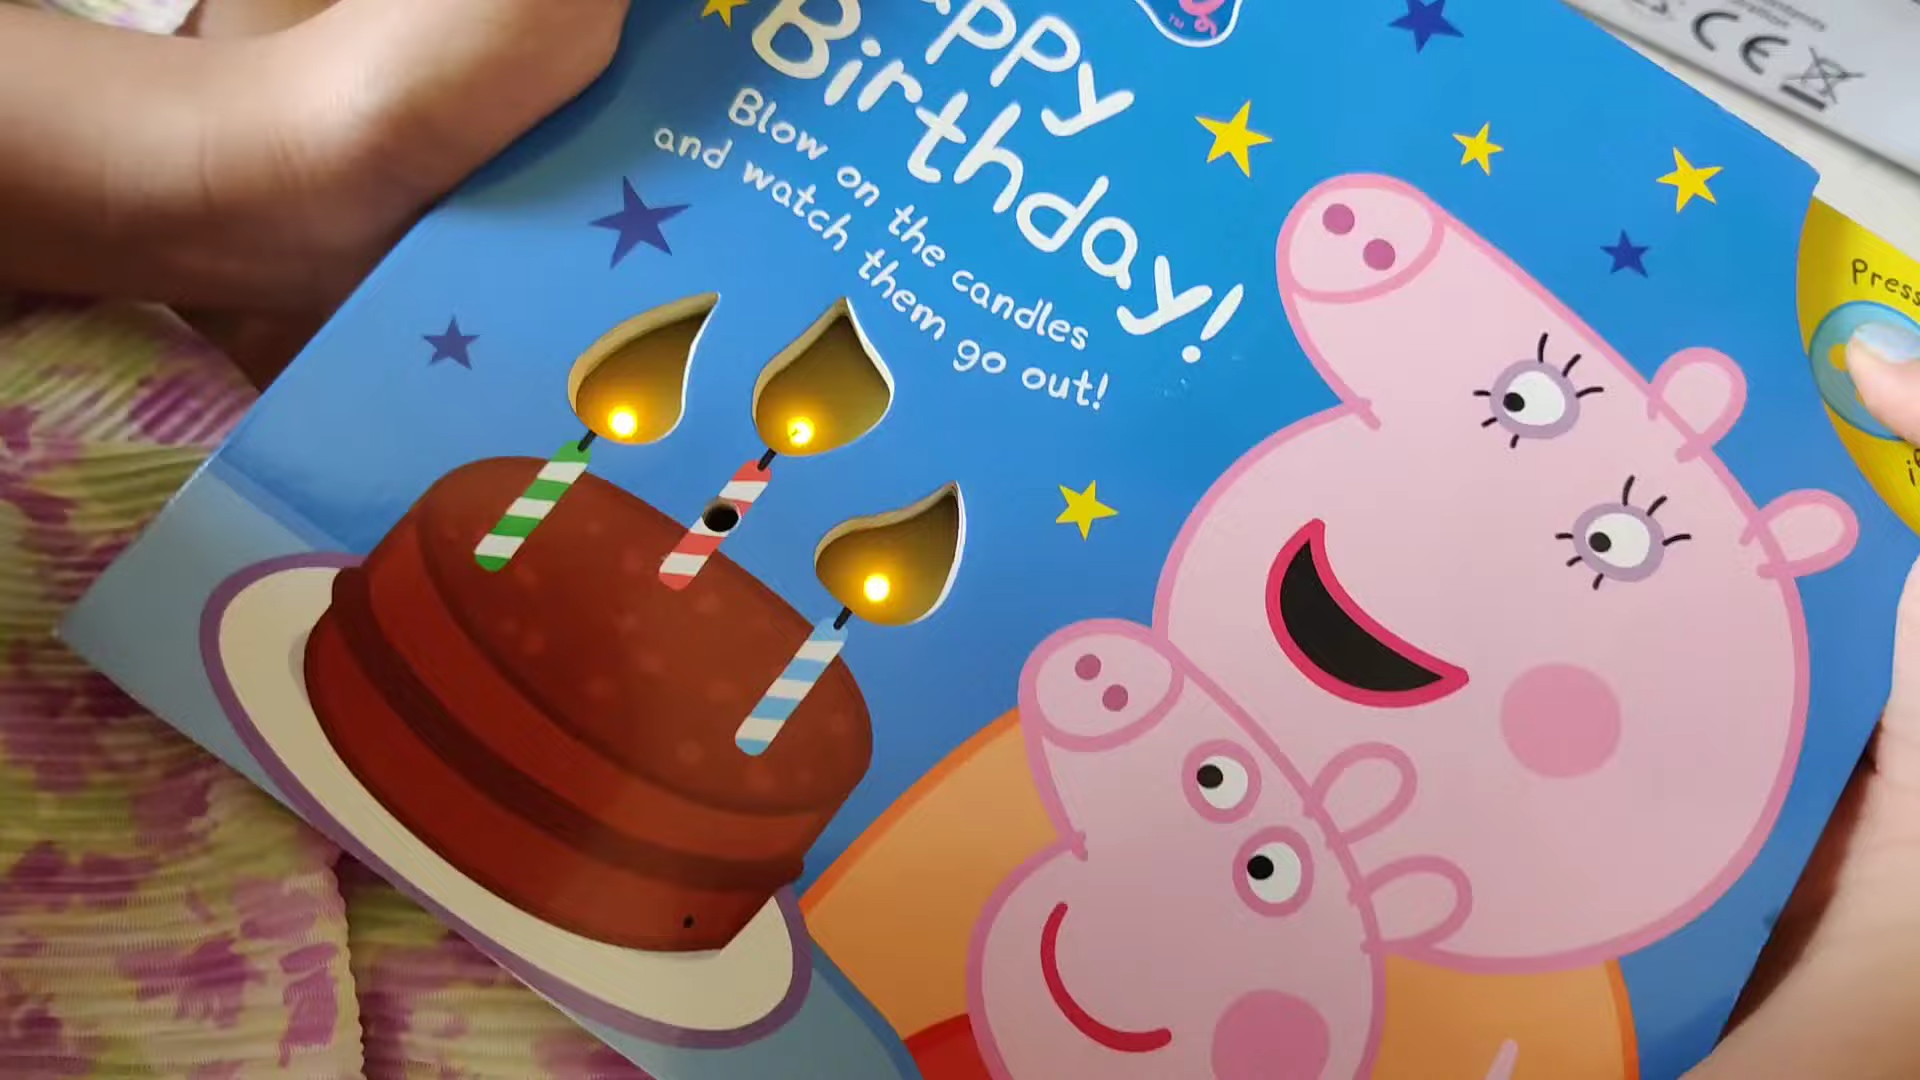 Birthday!
Blow on the candles
and watch them go out!
Press
CE